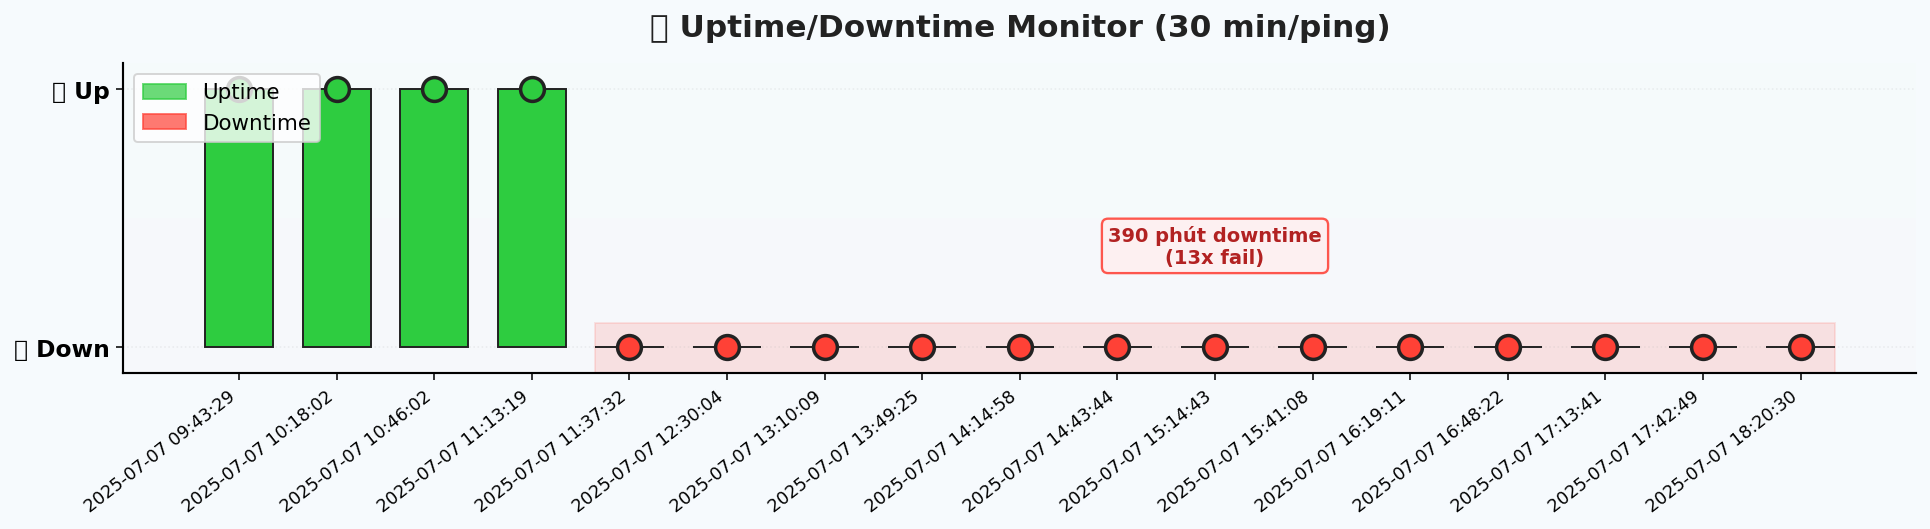 Uptime/Downtime Monitor (30 min/ping)
Up
Uptime
Downtime
390 phút downtime
(13x fail)
Down
2025-07-07 09:43:29
2025-07-07 10:18:02
2025-07-07 10:46:02
2025-07-07 11:13:19
2025-07-07 11:37:32
2025-07-07 12:30:04
2025-07-07 13:10:09
2025-07-07 13:49:25
2025-07-07 14:14:58
2025-07-07 14:43:44
2025-07-07 15:14:43
2025-07-07 15:41:08
2025-07-07 16:19:11
2025-07-07 16:48:22
2025-07-07 17:13:41
2025-07-07 17:42:49
2025-07-07 18:20:30